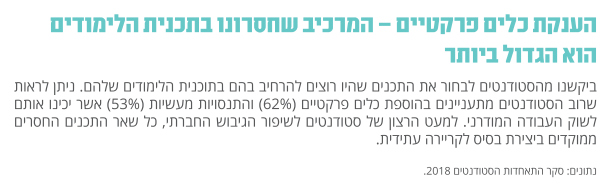 הענקת כלים פרקטיים – המרכיב שחסרונו בתכנית הלימודים
הוא הגדול ביותר
ביקשנו מהסטודנטים לבחור את התכנים שהיו רוצים להרחיב בהם בתוכנית הלימודים שלהם. ניתן לראות
שרוב הסטודנטים מתעניינים בהוספת כלים פרקטיים (62%) והתנסויות מעשיות (53%) אשר יכינו אותם
לשוק העבודה המודרני. למעט הרצון של סטודנטים לשיפור הגיבוש החברתי, כל שאר התכנים החסרים
ממוקדים ביצירת בסיס לקריירה עתידית.
נתונים: סקר התאחדות הסטודנטים 2018.